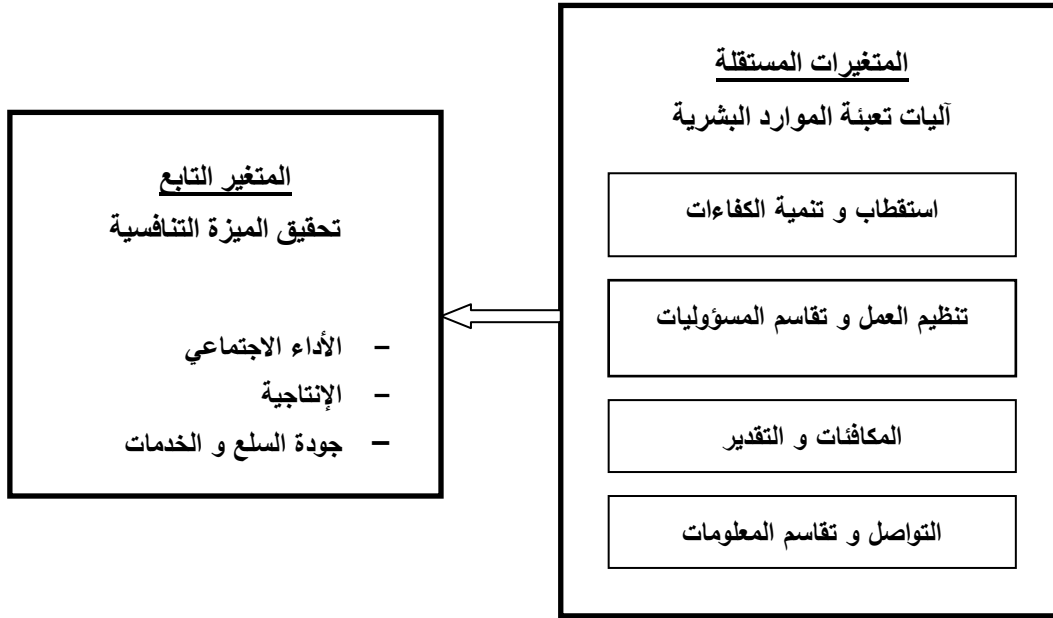 المتغيرات المستقلة
آليات تعبئة الموارد البشرية
استقطاب و تنمية الكفاءات
تنظيم العمل و تقاسم المسؤوليات
المكافئات و التقدير
التواصل و تقاسم المعلومات
المتغير التابع
تحقيق الميزة التنافسية
– الأداء الاجتماعي
– الإنتاجية
– جودة السلع و الخدمات